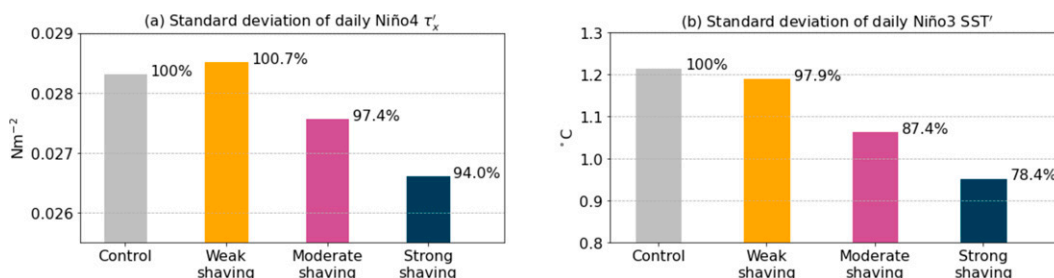 (a) Standard deviation of daily Niño4 τ′ₓ
0.029
0.028
0.027
0.026
Nm⁻²
100%
100.7%
97.4%
94.0%
Control
Weak
shaving
Moderate
shaving
Strong
shaving
(b) Standard deviation of daily Niño3 SST′
1.3
1.2
1.1
1.0
0.9
0.8
°C
100%
97.9%
87.4%
78.4%
Control
Weak
shaving
Moderate
shaving
Strong
shaving